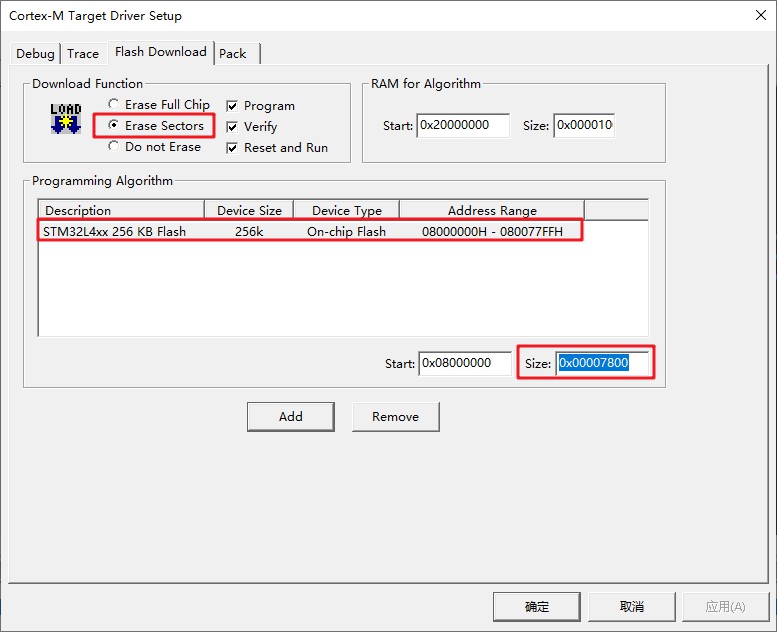 Cortex-M Target Driver Setup
Debug Trace Flash Download Pack
Download Function
LOAD
Erase Full Chip
Erase Sectors
Do not Erase
Program
Verify
Reset and Run
RAM for Algorithm
Start: 0x20000000 Size: 0x000010
Programming Algorithm
Description Device Size Device Type Address Range
STM32L4xx 256 KB Flash 256k On-chip Flash 08000000H - 080077FFH
Start: 0x08000000 Size: 0x00007800
Add Remove
确定 取消 应用(A)